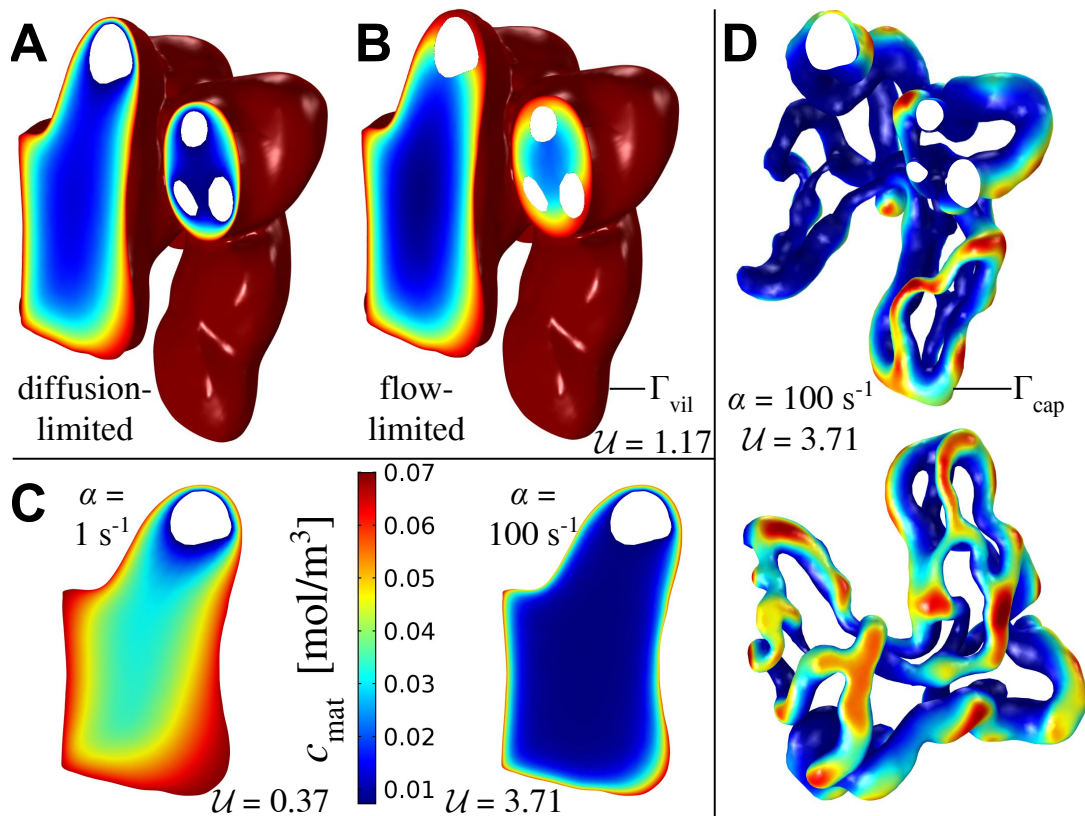 A
B
D
diffusion-
limited
flow-
limited
Γvil
𝒰 = 1.17
α = 100 s⁻¹
𝒰 = 3.71
Γcap
C
α =
1 s⁻¹
𝒰 = 0.37
cmat [mol/m³]
0.07
0.06
0.05
0.04
0.03
0.02
0.01
α =
100 s⁻¹
𝒰 = 3.71